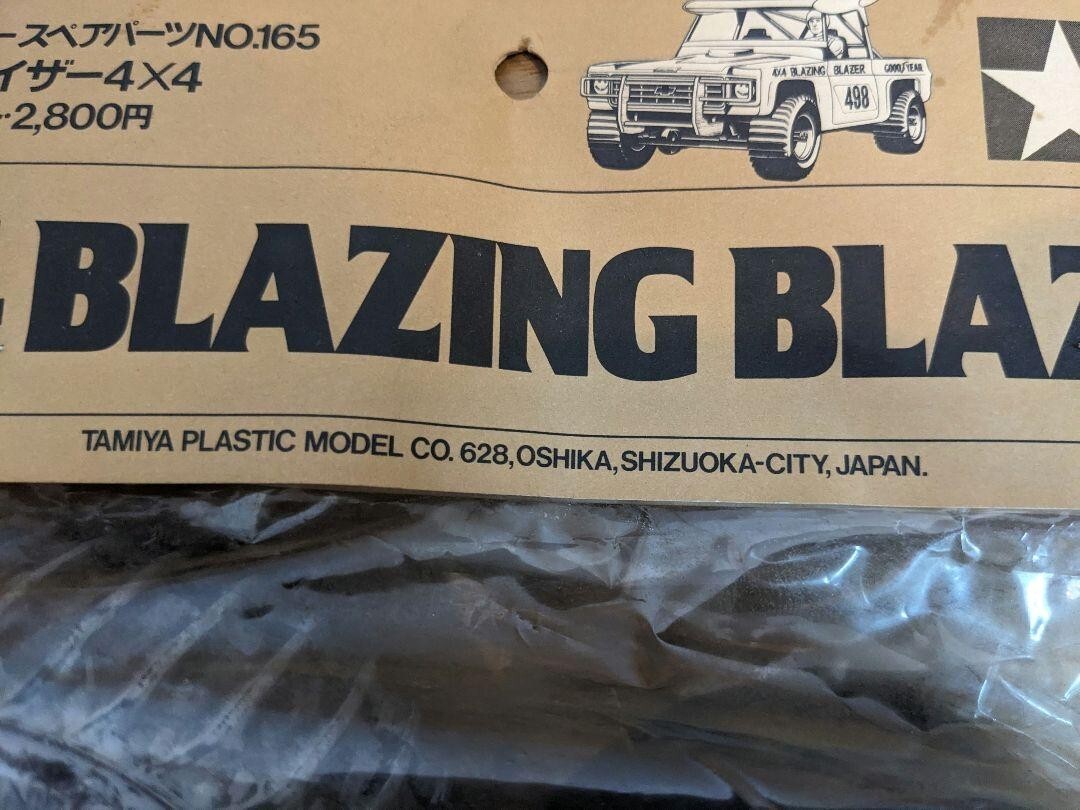 ースペアパーツNO.165
イザー4×4
··2,800円
4X4 BLAZING BLAZER
GOOD YEAR
498
BLAZING BLAZ
TAMIYA PLASTIC MODEL CO. 628, OSHIKA, SHIZUOKA-CITY, JAPAN.